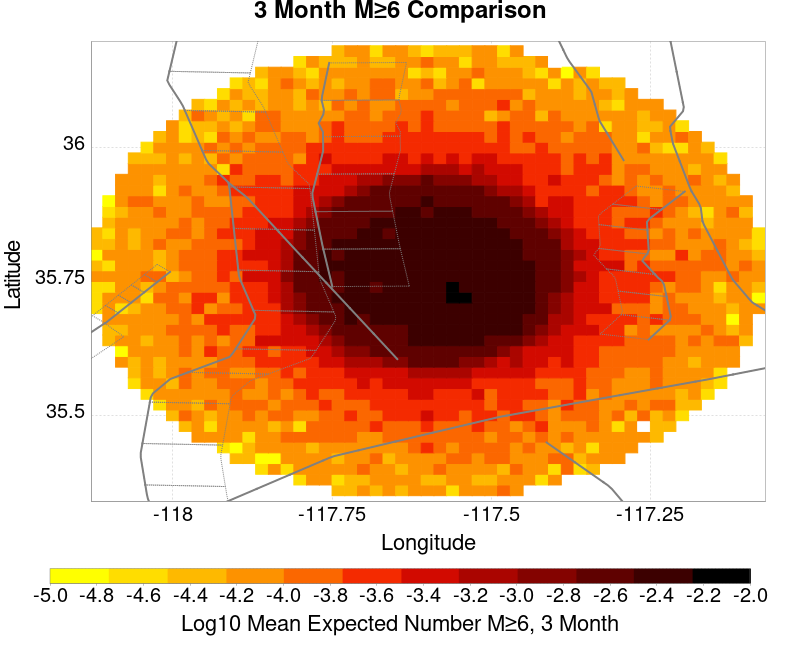 3 Month M≥6 Comparison
36
35.75
35.5
Latitude
-118 -117.75 -117.5 -117.25
Longitude
-5.0 -4.8 -4.6 -4.4 -4.2 -4.0 -3.8 -3.6 -3.4 -3.2 -3.0 -2.8 -2.6 -2.4 -2.2 -2.0
Log10 Mean Expected Number M≥6, 3 Month